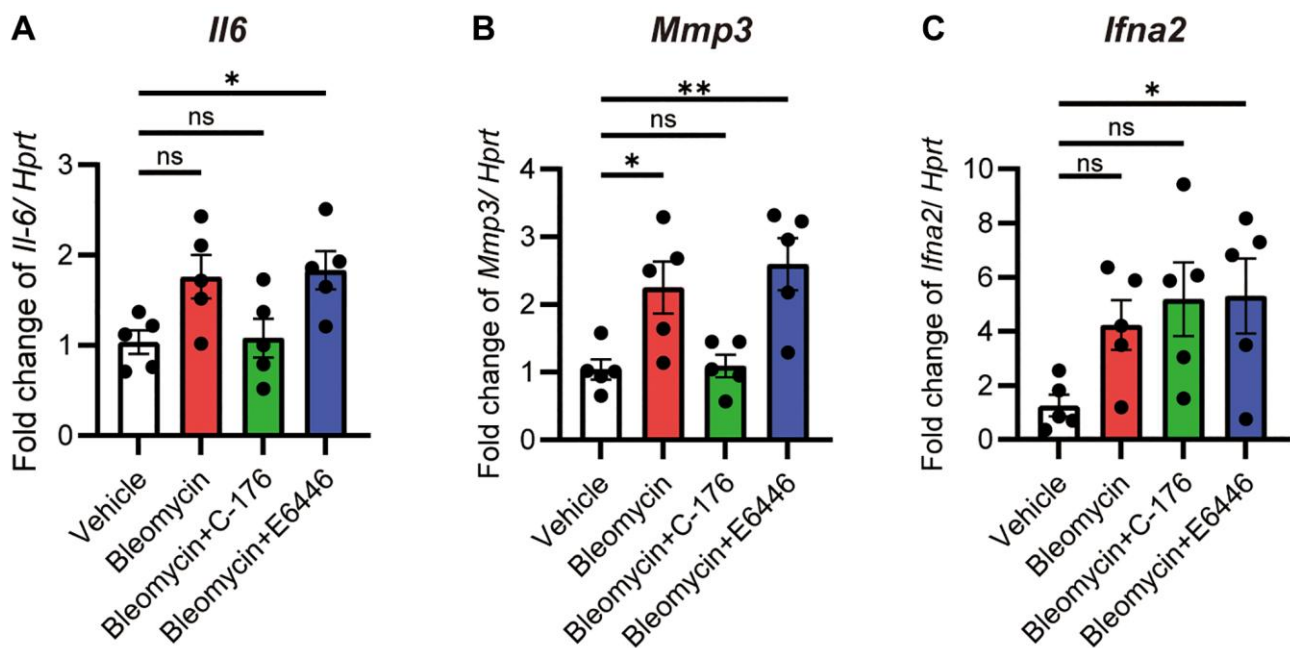 A
Il6
*
ns
ns
Fold change of Il-6/ Hprt
3
2
1
0
Vehicle
Bleomycin
Bleomycin+C-176
Bleomycin+E6446
B
Mmp3
**
ns
*
Fold change of Mmp3/ Hprt
4
3
2
1
0
Vehicle
Bleomycin
Bleomycin+C-176
Bleomycin+E6446
C
Ifna2
*
ns
ns
Fold change of Ifna2/ Hprt
10
8
6
4
2
0
Vehicle
Bleomycin
Bleomycin+C-176
Bleomycin+E6446